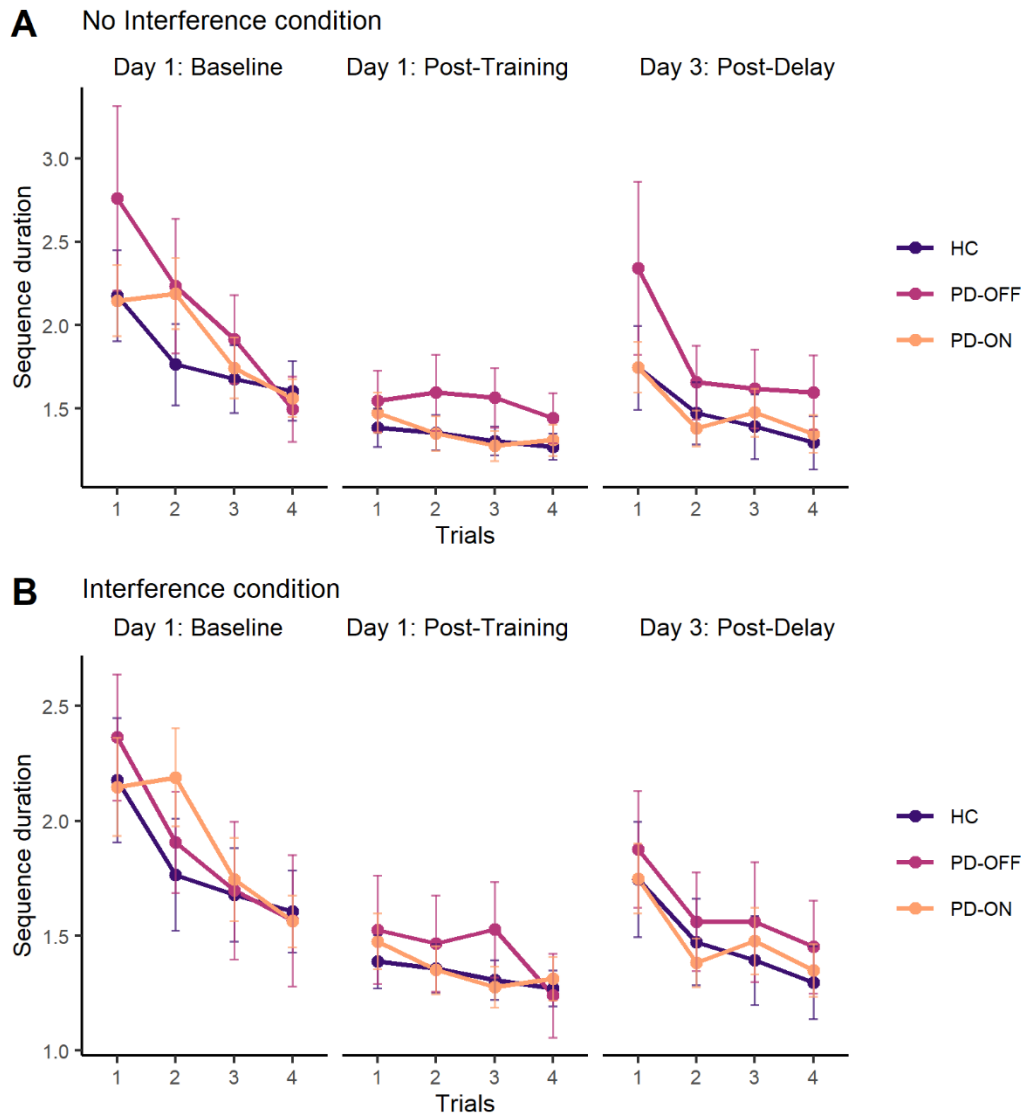 A No Interference condition
Day 1: Baseline Day 1: Post-Training Day 3: Post-Delay
Sequence duration
3.0
2.5
2.0
1.5
HC
PD-OFF
PD-ON
1 2 3 4 1 2 3 4 1 2 3 4
Trials
B Interference condition
Day 1: Baseline Day 1: Post-Training Day 3: Post-Delay
Sequence duration
2.5
2.0
1.5
1.0
HC
PD-OFF
PD-ON
1 2 3 4 1 2 3 4 1 2 3 4
Trials